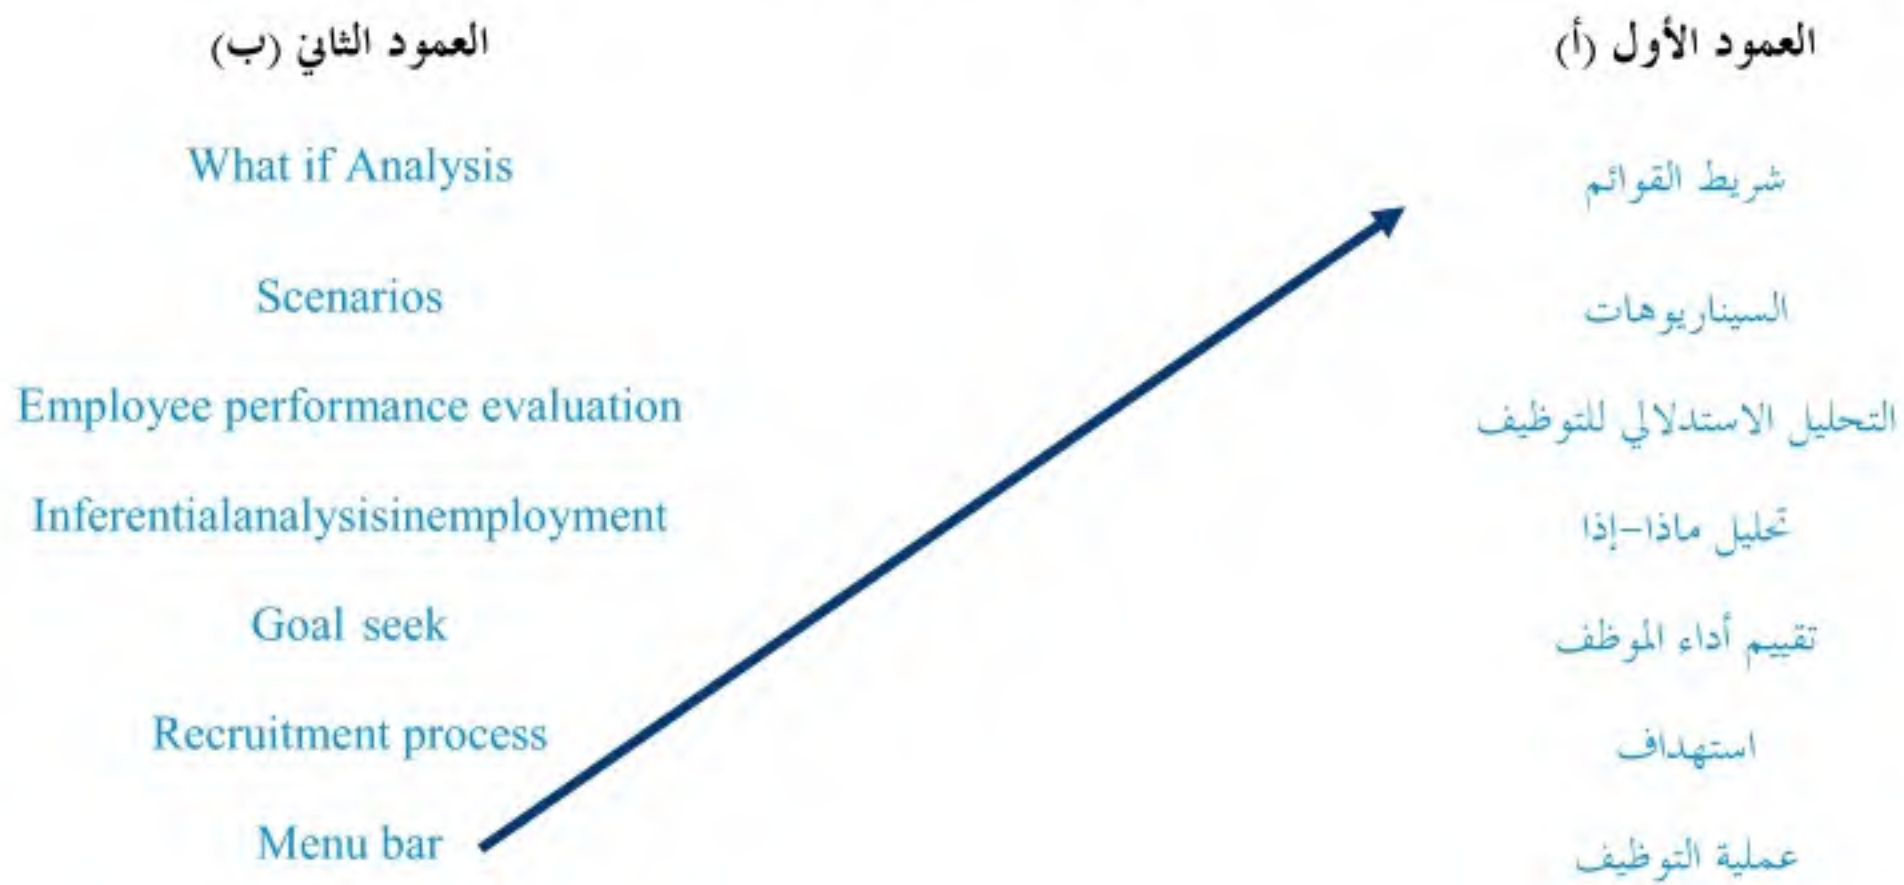 العمود الأول (أ)
العمود الثاني (ب)
شريط القوائم
What if Analysis
السيناريوهات
Scenarios
التحليل الاستدلالي للتوظيف
Employee performance evaluation
تحليل ماذا-إذا
Inferentialanalysisinemployment
تقييم أداء الموظف
Goal seek
استهداف
Recruitment process
عملية التوظيف
Menu bar